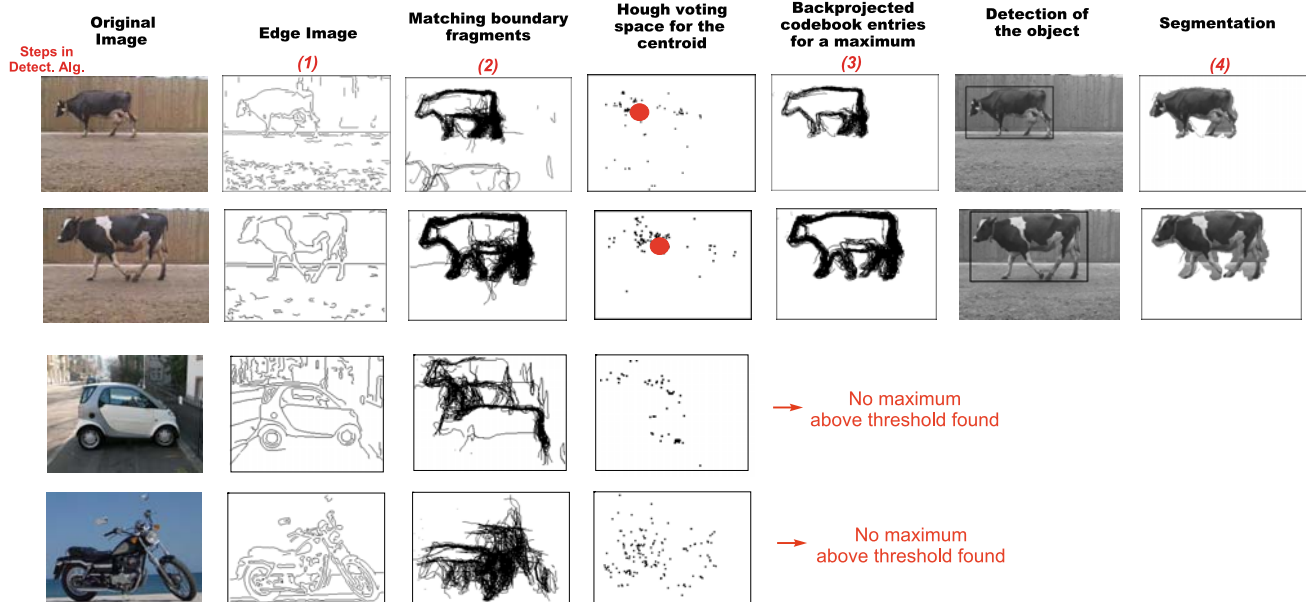 Original
Image
Edge Image
Matching boundary
fragments
Hough voting
space for the
centroid
Backprojected
codebook entries
for a maximum
Detection of
the object
Segmentation
Steps in
Detect. Alg.
(1)
(2)
(3)
(4)
No maximum
above threshold found
No maximum
above threshold found